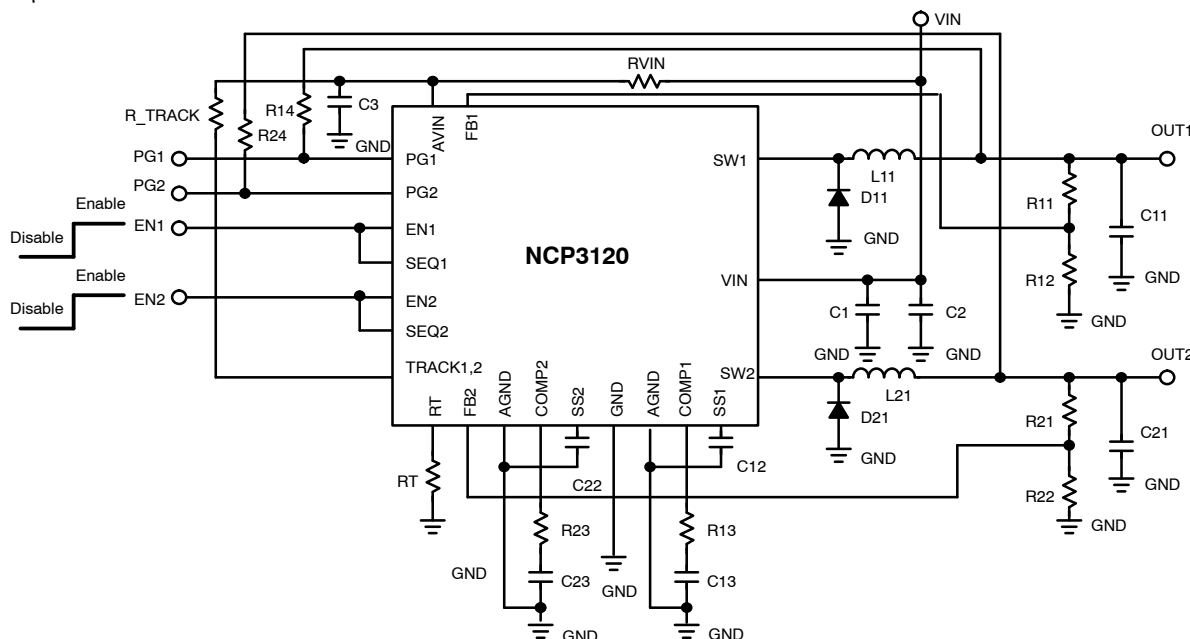 VIN
RVIN
R_TRACK
R14
C3
R24
GND
AVIN
FB1
OUT1
PG1
PG1
SW1
L11
PG2
PG2
D11
R11
C11
Enable
Disable
EN1
EN1
GND
SEQ1
NCP3120
VIN
R12
GND
Enable
Disable
EN2
EN2
C1
C2
GND
SEQ2
GND
GND
OUT2
TRACK1,2
SW2
L21
RT
FB2
AGND
COMP2
SS2
GND
AGND
COMP1
SS1
D21
R21
C21
GND
C12
RT
C22
R22
GND
GND
R23
R13
GND
C23
GND
C13
GND
GND